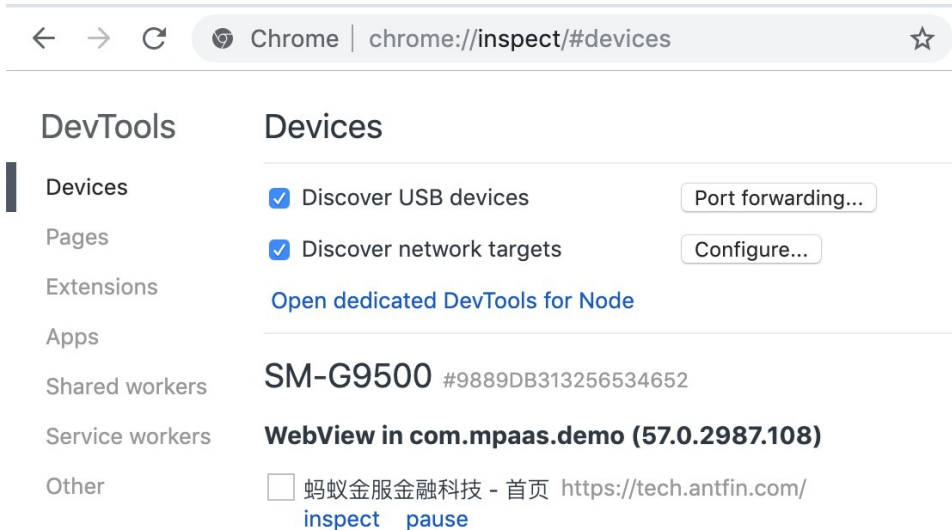 Chrome | chrome://inspect/#devices
DevTools
Devices
Pages
Extensions
Apps
Shared workers
Service workers
Other
Devices
Discover USB devices Port forwarding...
Discover network targets Configure...
Open dedicated DevTools for Node
SM-G9500 #9889DB313256534652
WebView in com.mpaas.demo (57.0.2987.108)
蚂蚁金服金融科技 - 首页 https://tech.antfin.com/
inspect pause